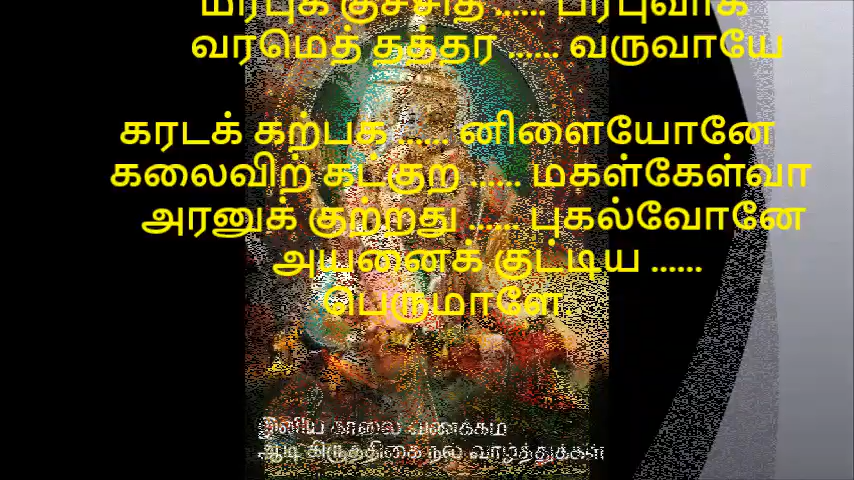 வரமெத் தத்தர ...... வருவாயே
கரடக் கற்பக ...... னிளையோனே
கலைவிற் கட்குற ...... மகள்கேள்வா
அரனுக் குற்றது ...... புகல்வோனே
அயனைக் குட்டிய ......
பெருமாளே.
இனிய காலை வணக்கம்
ஆடி கிருத்திகை நல் வாழ்த்துக்கள்